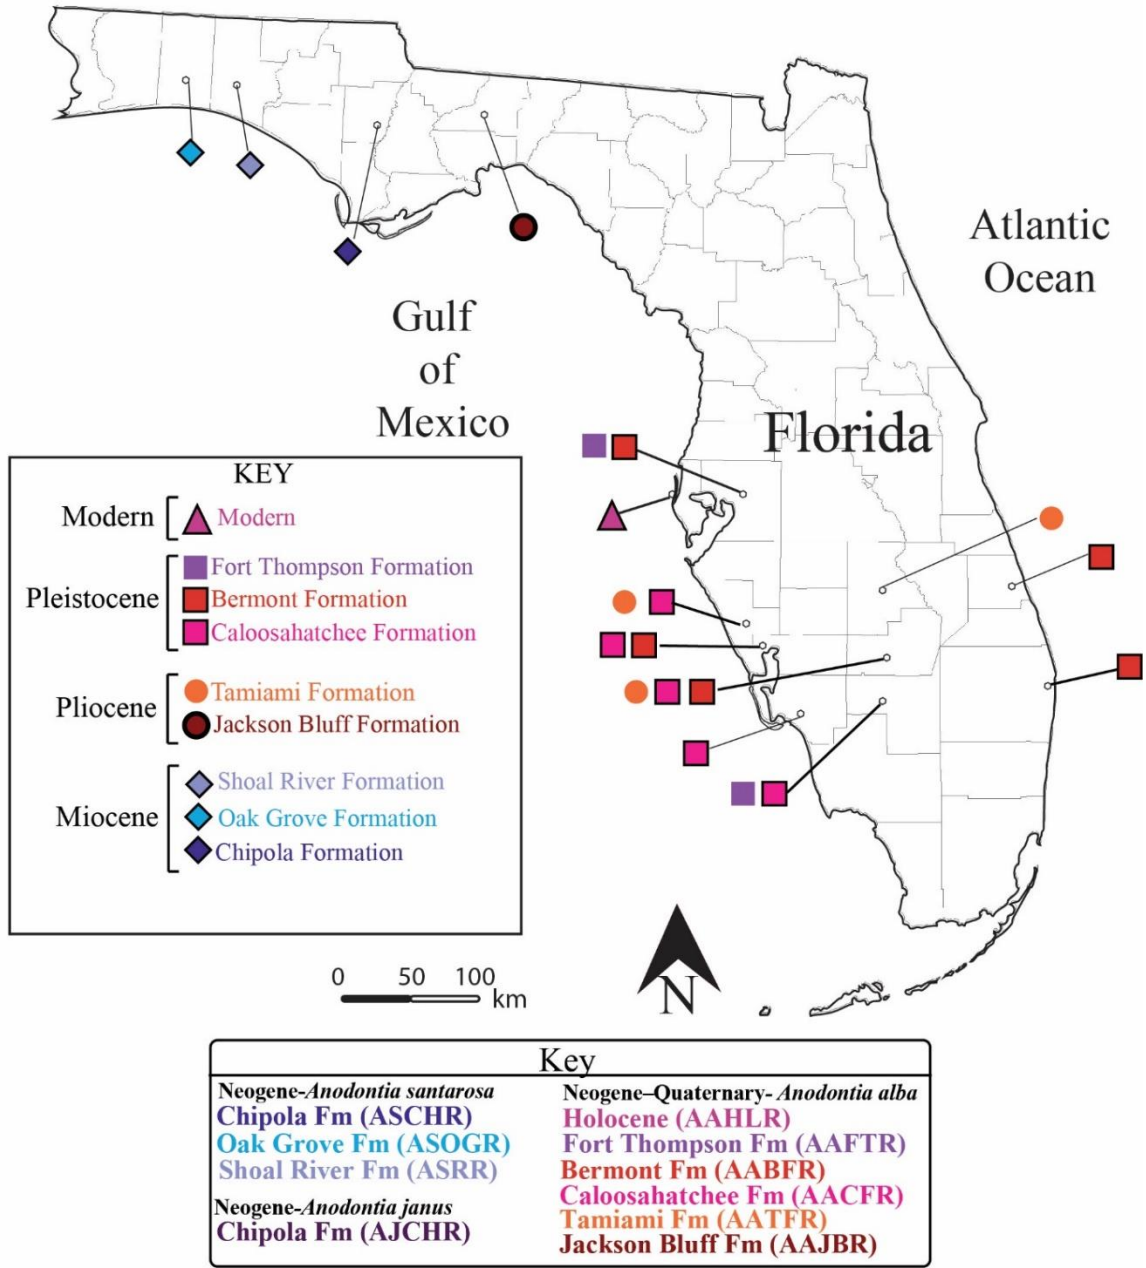 Atlantic
Ocean
Gulf
of
Mexico
Florida
KEY
Modern
Modern
Pleistocene
Fort Thompson Formation
Bermont Formation
Caloosahatchee Formation
Pliocene
Tamiami Formation
Jackson Bluff Formation
Miocene
Shoal River Formation
Oak Grove Formation
Chipola Formation
0 50 100
km
N
Key
Neogene-Anodontia santarosa
Chipola Fm (ASCHR)
Oak Grove Fm (ASOGR)
Shoal River Fm (ASRR)
Neogene-Anodontia janus
Chipola Fm (AJCHR)
Neogene–Quaternary- Anodontia alba
Holocene (AAHLR)
Fort Thompson Fm (AAFTR)
Bermont Fm (AABFR)
Caloosahatchee Fm (AACFR)
Tamiami Fm (AATFR)
Jackson Bluff Fm (AAJBR)